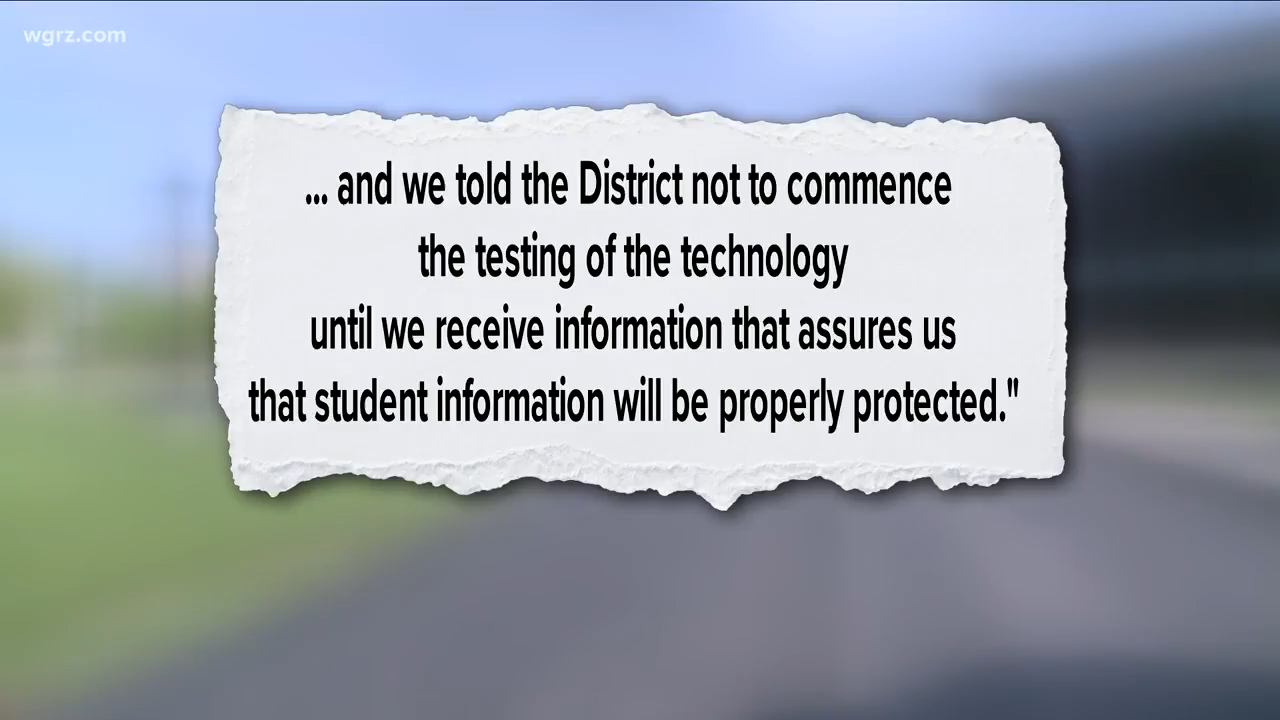 wgrz.com
... and we told the District not to commence
the testing of the technology
until we receive information that assures us
that student information will be properly protected."